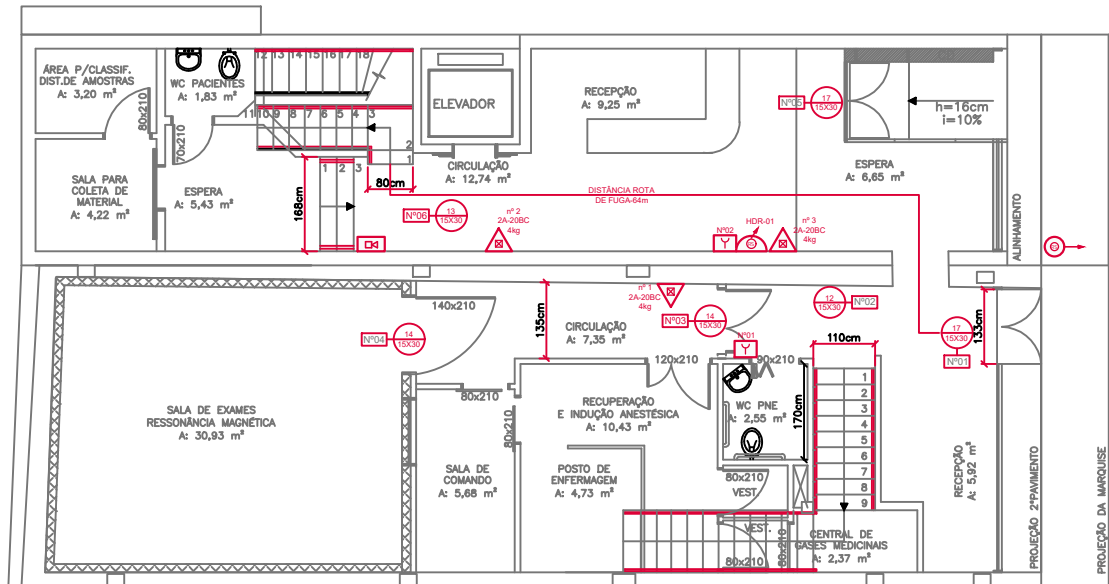 ÁREA P/CLASSIF.
DIST.DE AMOSTRAS
A: 3,20 m²
80x210
WC PACIENTES
A: 1,83 m²
70x210
12 13 14 15 16 17 18
11 10 9 8 7 6 5 4 3
2
1
ELEVADOR
RECEPÇÃO
A: 9,25 m²
Nº05
17
15X30
h=16cm
i=10%
SALA PARA
COLETA DE
MATERIAL
A: 4,22 m²
ESPERA
A: 5,43 m²
168cm
1 2 3
80cm
CIRCULAÇÃO
A: 12,74 m²
ESPERA
A: 6,65 m²
DISTÂNCIA ROTA
DE FUGA-64m
Nº06
13
15X30
nº 2
2A-20BC
4kg
Nº02
HDR-01
nº 3
2A-20BC
4kg
ALINHAMENTO
140x210
135cm
CIRCULAÇÃO
A: 7,35 m²
nº 1
2A-20BC
4kg
Nº03
14
15X30
12
15X30
Nº02
17
15X30
Nº01
133cm
Nº04
14
15X30
Nº01
120x210
90x210
110cm
SALA DE EXAMES
RESSONÂNCIA MAGNÉTICA
A: 30,93 m²
80x210
80x210
RECUPERAÇÃO
E INDUÇÃO ANESTÉSICA
A: 10,43 m²
WC PNE
A: 2,55 m²
170cm
1
2
3
4
5
6
7
8
9
SALA DE
COMANDO
A: 5,68 m²
POSTO DE
ENFERMAGEM
A: 4,73 m²
80x210
VEST.
VEST.
80x210
80x210
CENTRAL DE
GASES MEDICINAIS
A: 2,37 m²
RECEPÇÃO
A: 5,92 m²
PROJEÇÃO 2ºPAVIMENTO
PROJEÇÃO DA MARQUISE